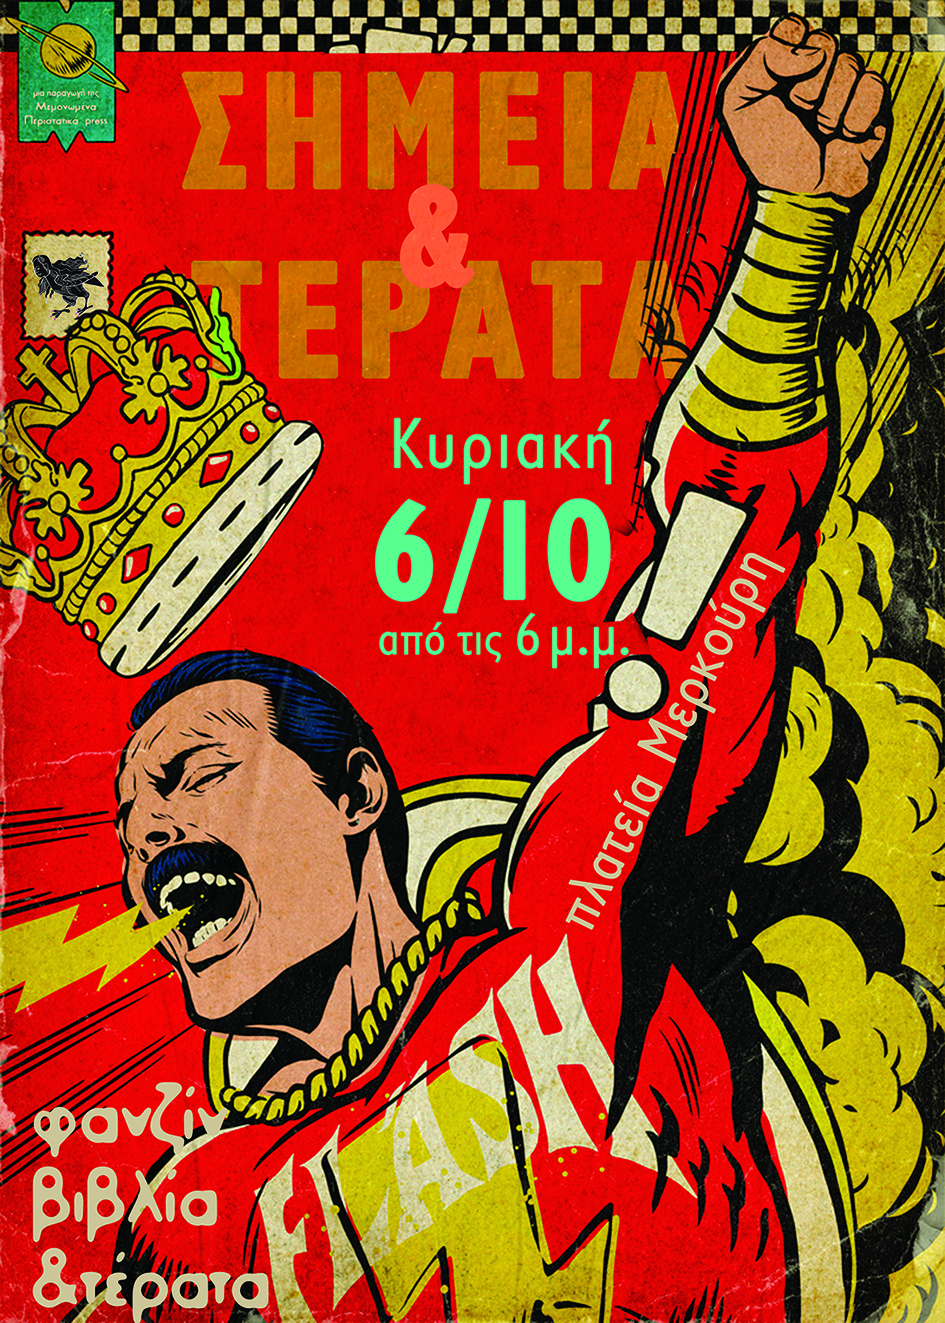 μια παραγωγή της
Μεμονωμένα
Περιστατικά press
ΣΗΜΕΙΑ
&
ΤΕΡΑΤΑ
Κυριακή
6/10
από τις 6 μ.μ.
πλατεία Μερκούρη
FLASH
φανζίν
βιβλία
&τέρατα